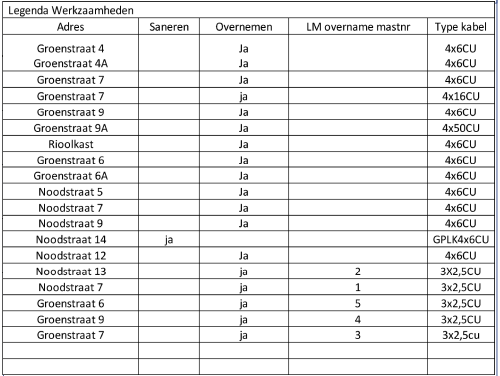 Legenda Werkzaamheden
Adres Saneren Overnemen LM overname mastnr Type kabel
Groenstraat 4 Ja 4x6CU
Groenstraat 4A Ja 4x6CU
Groenstraat 7 Ja 4x6CU
Groenstraat 7 ja 4x16CU
Groenstraat 9 Ja 4x6CU
Groenstraat 9A Ja 4x50CU
Rioolkast Ja 4x6CU
Groenstraat 6 Ja 4x6CU
Groenstraat 6A Ja 4x6CU
Noodstraat 5 Ja 4x6CU
Noodstraat 7 Ja 4x6CU
Noodstraat 9 Ja 4x6CU
Noodstraat 14 ja GPLK4x6CU
Noodstraat 12 Ja 4x6CU
Noodstraat 13 ja 2 3X2,5CU
Noodstraat 7 ja 1 3x2,5CU
Groenstraat 6 ja 5 3x2,5CU
Groenstraat 9 ja 4 3x2,5CU
Groenstraat 7 ja 3 3x2,5cu